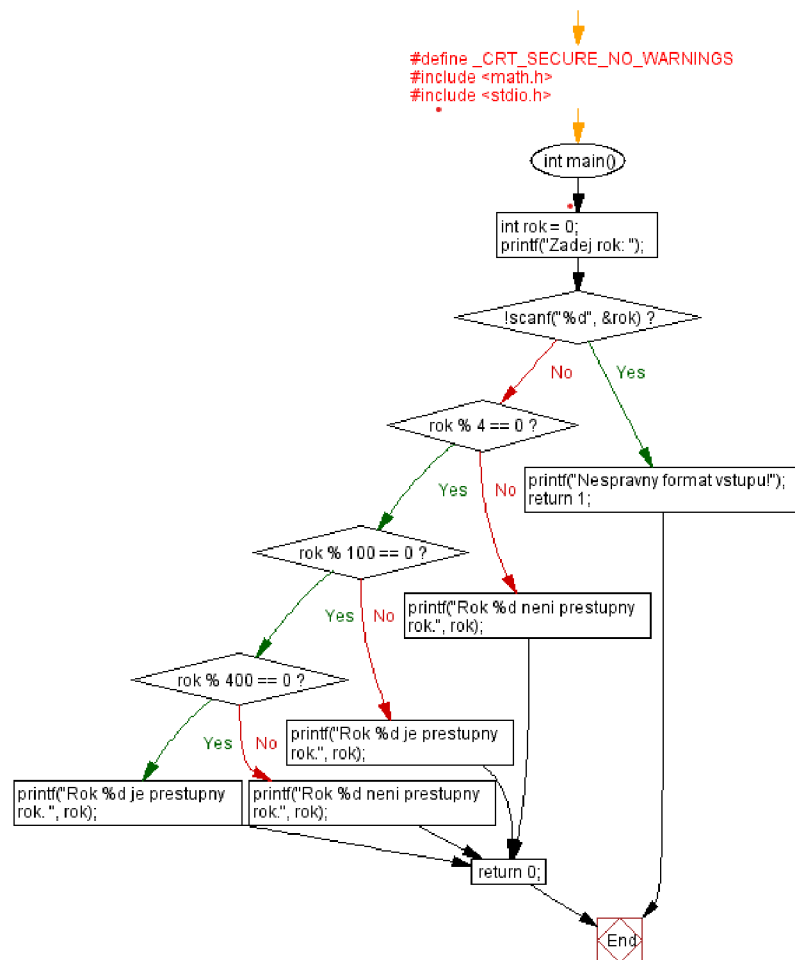 #define _CRT_SECURE_NO_WARNINGS
#include <math.h>
#include <stdio.h>
int main()
int rok = 0;
printf("Zadej rok: ");
!scanf("%d", &rok) ?
No
Yes
rok % 4 == 0 ?
printf("Nespravny format vstupu!");
return 1;
Yes
No
rok % 100 == 0 ?
printf("Rok %d neni prestupny
rok.", rok);
Yes
No
rok % 400 == 0 ?
printf("Rok %d je prestupny
rok.", rok);
Yes
No
printf("Rok %d je prestupny
rok. ", rok);
printf("Rok %d neni prestupny
rok.", rok);
return 0;
End